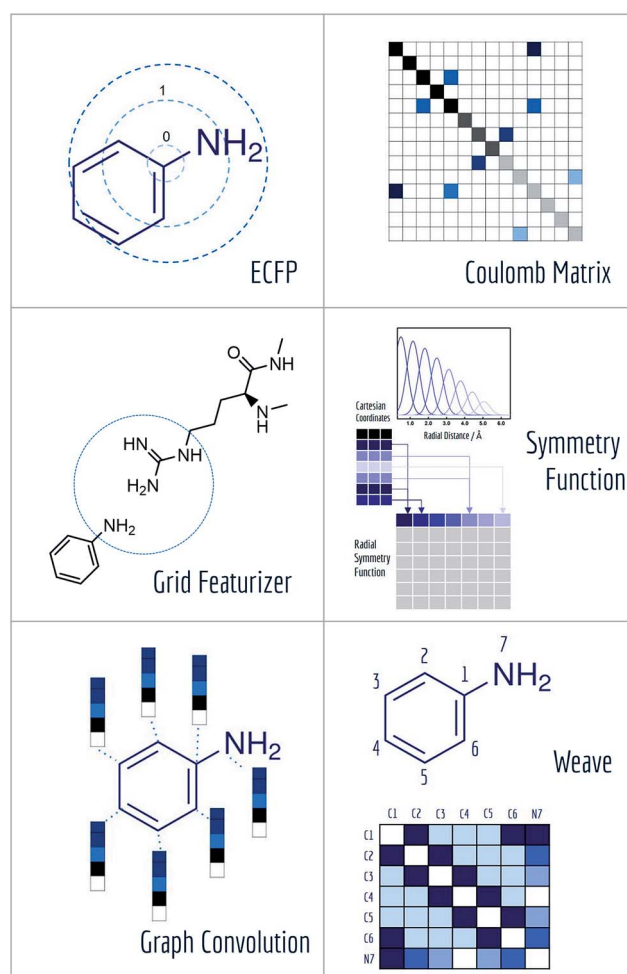 1
0
NH2
ECFP
Coulomb Matrix
O
NH
HN
NH
HN
H2N
NH2
Grid Featurizer
Cartesian
Coordinates
1.0 2.0 3.0 4.0 5.0 6.0
Radial Distance / Å
Symmetry
Function
Radial
Symmetry
Function
NH2
Graph Convolution
7
2
1
NH2
3
4
6
5
Weave
C1 C2 C3 C4 C5 C6 N7
C1
C2
C3
C4
C5
C6
N7